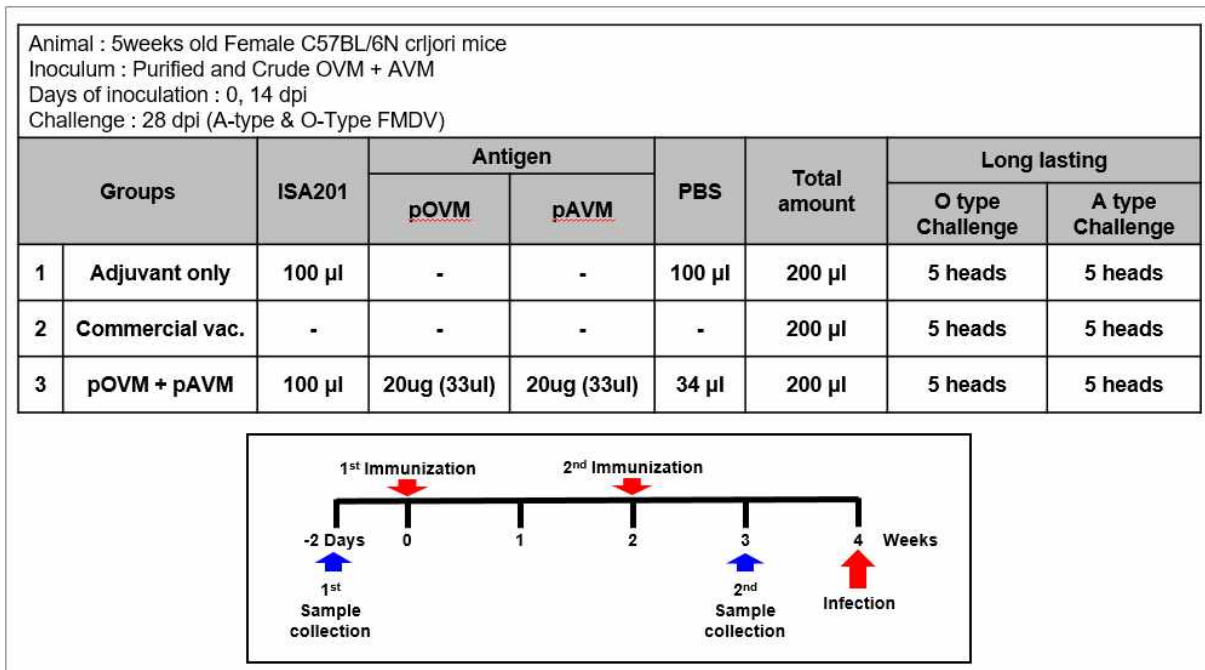 Animal : 5weeks old Female C57BL/6N crljori mice
Inoculum : Purified and Crude OVM + AVM
Days of inoculation : 0, 14 dpi
Challenge : 28 dpi (A-type & O-Type FMDV)
Groups ISA201 Antigen PBS Total amount Long lasting
pOVM pAVM O type Challenge A type Challenge
1 Adjuvant only 100 µl - - 100 µl 200 µl 5 heads 5 heads
2 Commercial vac. - - - - 200 µl 5 heads 5 heads
3 pOVM + pAVM 100 µl 20ug (33ul) 20ug (33ul) 34 µl 200 µl 5 heads 5 heads
1st Immunization 2nd Immunization
-2 Days 0 1 2 3 4 Weeks
1st Sample collection
2nd Sample collection
Infection